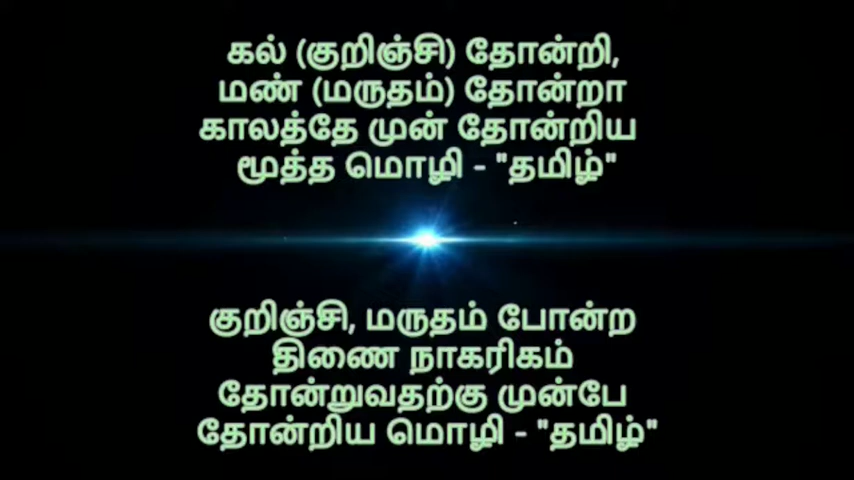 கல் (குறிஞ்சி) தோன்றி,
மண் (மருதம்) தோன்றா
காலத்தே முன் தோன்றிய
மூத்த மொழி - "தமிழ்"
குறிஞ்சி, மருதம் போன்ற
திணை நாகரிகம்
தோன்றுவதற்கு முன்பே
தோன்றிய மொழி - "தமிழ்"